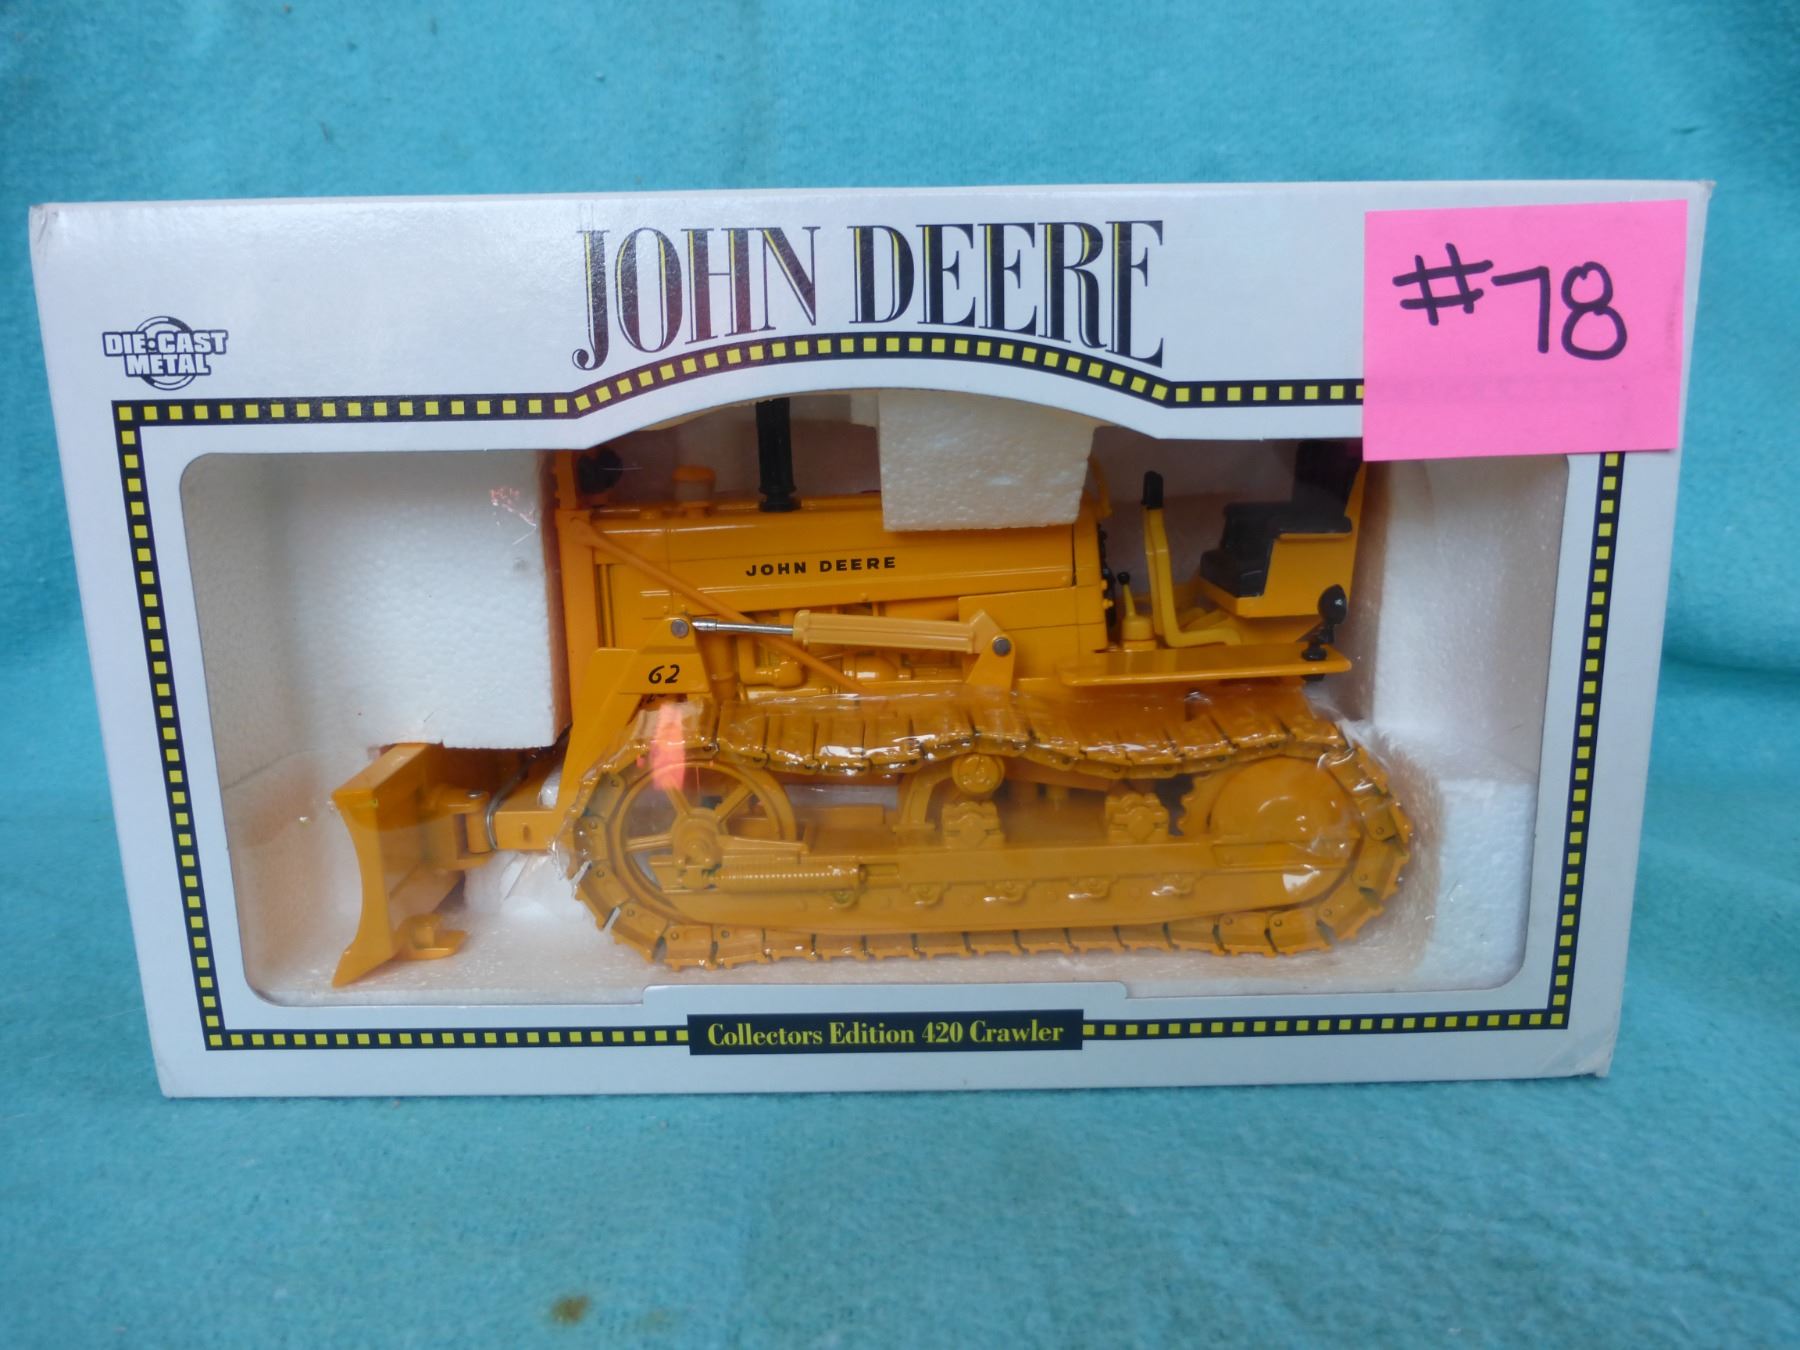 JOHN DEERE
#78
DIE-CAST
METAL
JOHN DEERE
62
Collectors Edition 420 Crawler